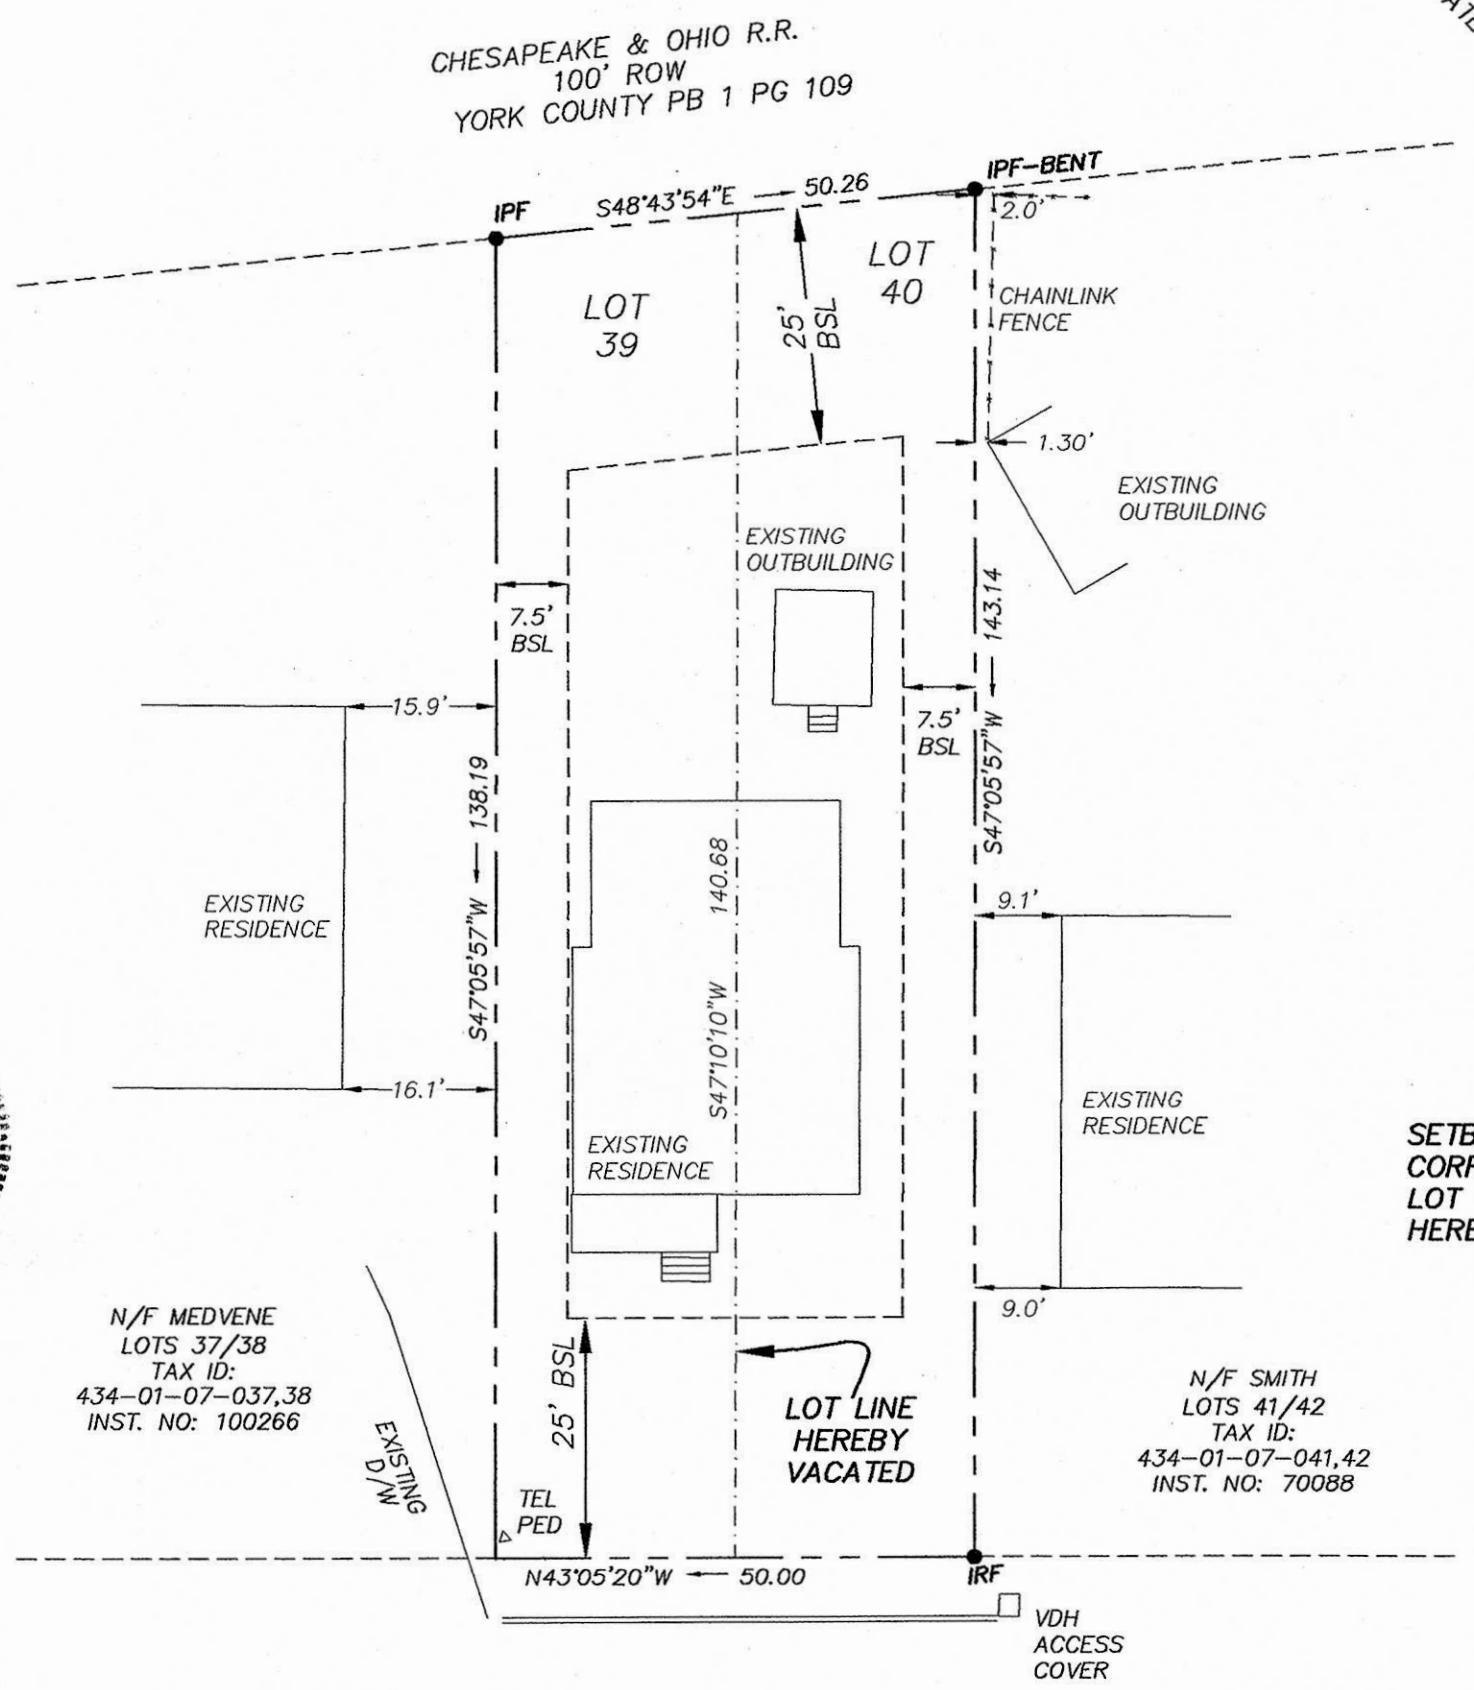 CHESAPEAKE & OHIO R.R.
100' ROW
YORK COUNTY PB 1 PG 109
IPF-BENT
IPF
S48°43'54"E
50.26
2.0'
LOT
40
LOT
39
25'
BSL
CHAINLINK
FENCE
1.30'
EXISTING
OUTBUILDING
EXISTING
OUTBUILDING
7.5'
BSL
S47°05'57"W
143.14
15.9'
7.5'
BSL
S47°05'57"W
138.19
140.68
S47°10'10"W
EXISTING
RESIDENCE
9.1'
16.1'
EXISTING
RESIDENCE
EXISTING
RESIDENCE
SETB
CORR
LOT
HERE
9.0'
N/F MEDVENE
LOTS 37/38
TAX ID:
434-01-07-037,38
INST. NO: 100266
25' BSL
LOT LINE
HEREBY
VACATED
N/F SMITH
LOTS 41/42
TAX ID:
434-01-07-041,42
INST. NO: 70088
EXISTING
D/W
TEL
PED
N43°05'20"W
50.00
IRF
VDH
ACCESS
COVER